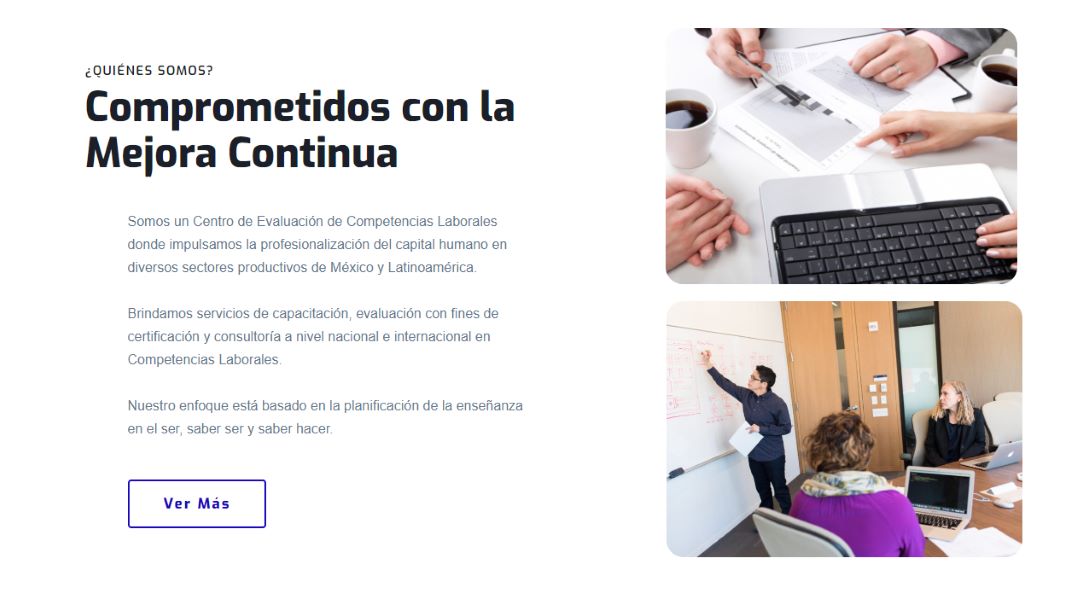 ¿QUIÉNES SOMOS?
Comprometidos con la
Mejora Continua
Somos un Centro de Evaluación de Competencias Laborales
donde impulsamos la profesionalización del capital humano en
diversos sectores productivos de México y Latinoamérica.
Brindamos servicios de capacitación, evaluación con fines de
certificación y consultoría a nivel nacional e internacional en
Competencias Laborales.
Nuestro enfoque está basado en la planificación de la enseñanza
en el ser, saber ser y saber hacer.
Ver Más